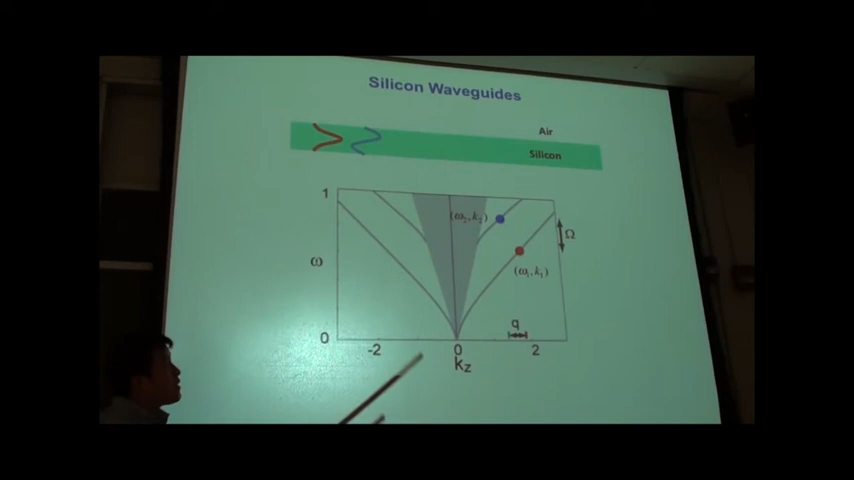 Silicon Waveguides
Air
Silicon
1
(ω₂,k₂)
Ω
ω
(ω₁,k₁)
q
0
-2
0
2
kz